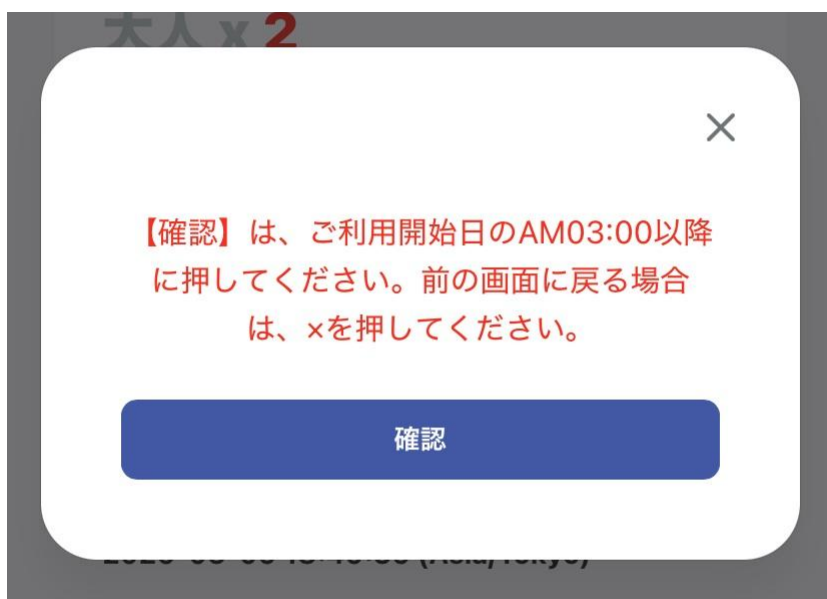 大人 x 2
【確認】は、ご利用開始日のAM03:00以降
に押してください。前の画面に戻る場合
は、×を押してください。
確認
(Asia/Tokyo)